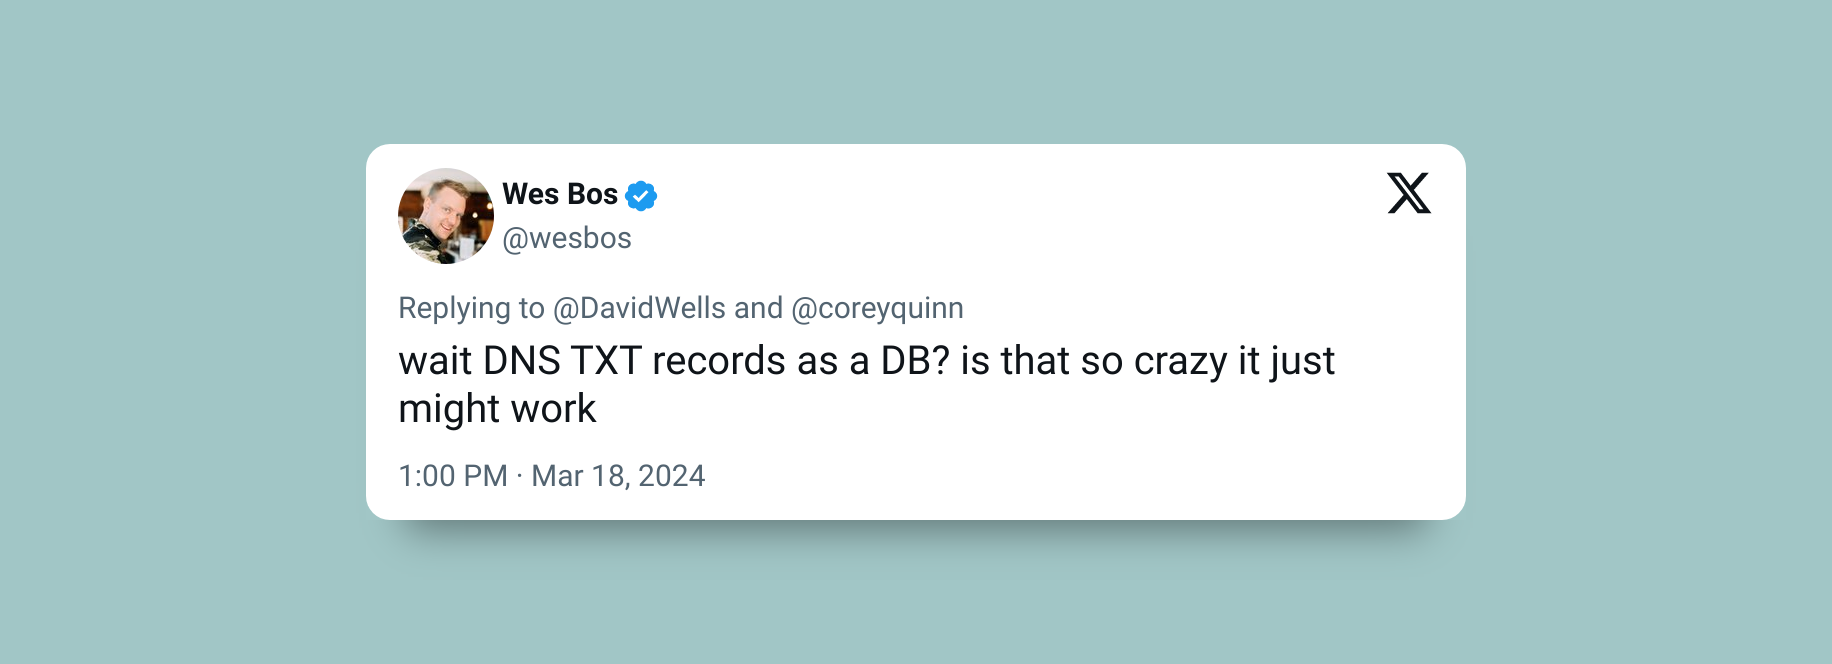 Wes Bos
@wesbos
Replying to @DavidWells and @coreyquinn
wait DNS TXT records as a DB? is that so crazy it just
might work
1:00 PM · Mar 18, 2024